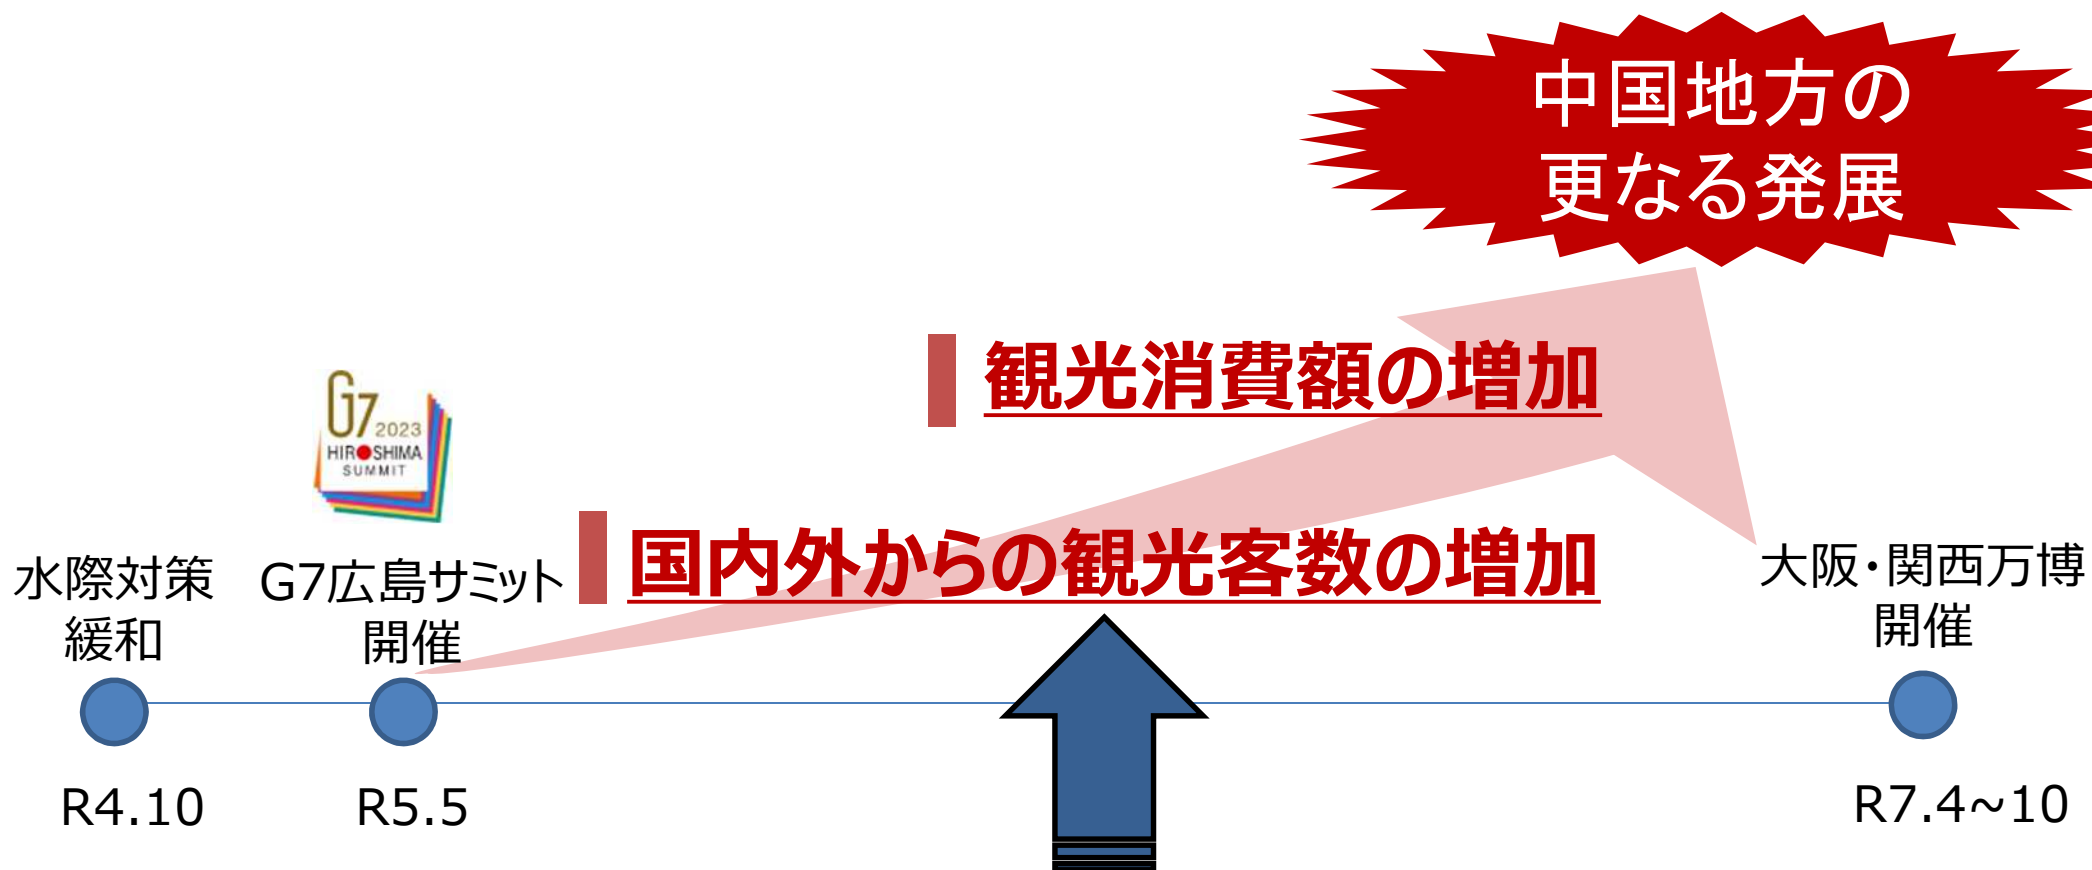 中国地方の
更なる発展
観光消費額の増加
G7
2023
HIROSHIMA
SUMMIT
国内外からの観光客数の増加
水際対策
緩和
G7広島サミット
開催
大阪・関西万博
開催
R4.10
R5.5
R7.4~10